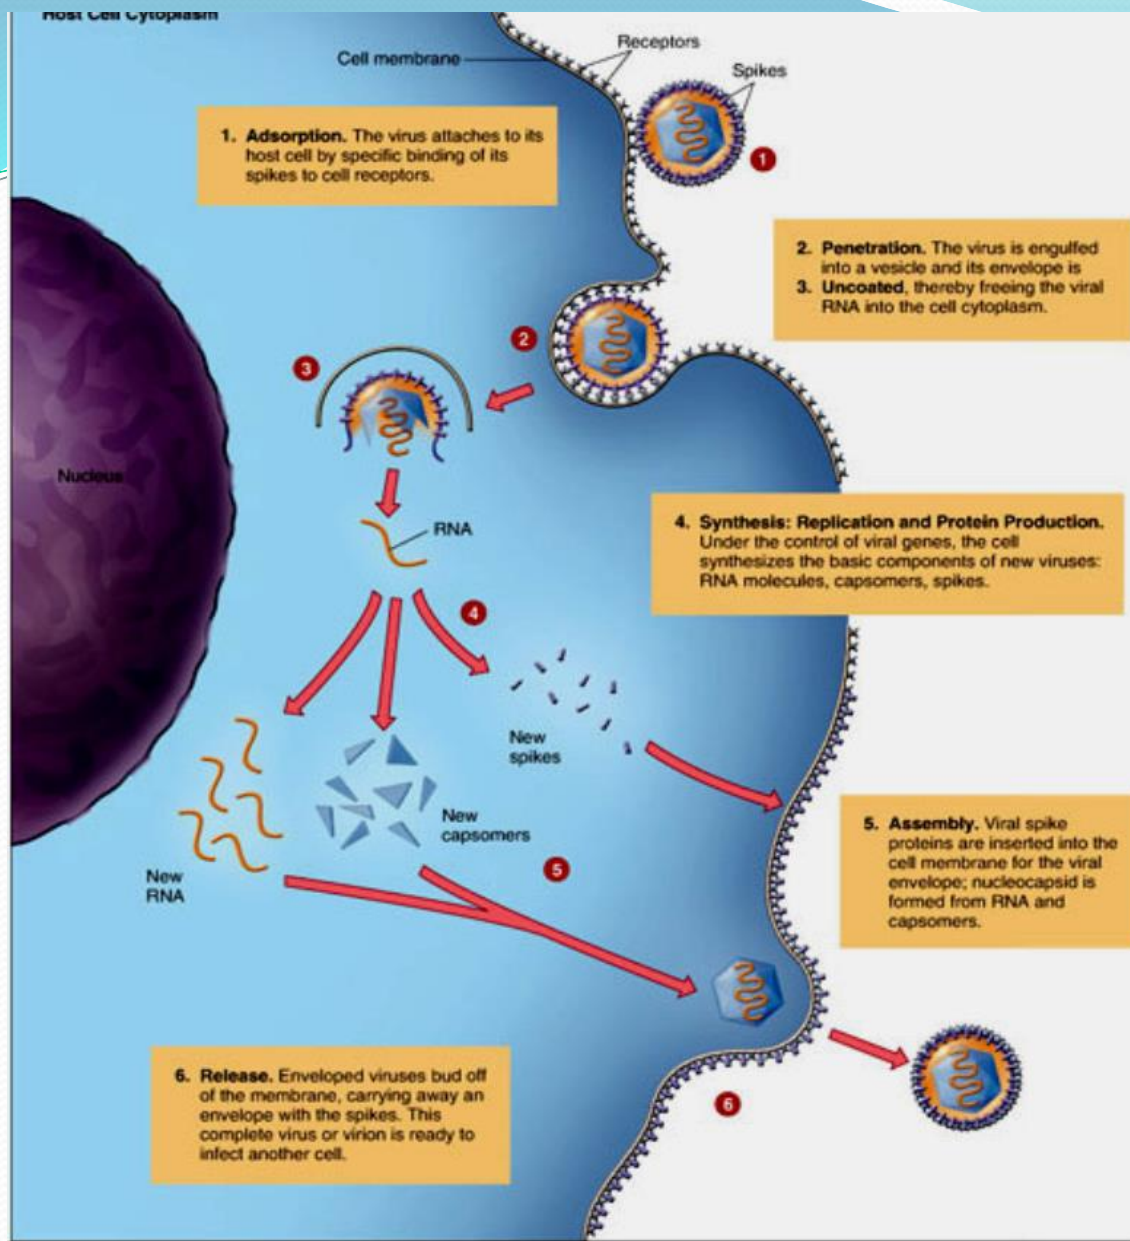 Host Cell Cytoplasm
Cell membrane
Receptors
Spikes
1. Adsorption. The virus attaches to its
host cell by specific binding of its
spikes to cell receptors.
1
2. Penetration. The virus is engulfed
into a vesicle and its envelope is
3. Uncoated, thereby freeing the viral
RNA into the cell cytoplasm.
2
3
Nucleus
RNA
4. Synthesis: Replication and Protein Production.
Under the control of viral genes, the cell
synthesizes the basic components of new viruses:
RNA molecules, capsomers, spikes.
4
New
spikes
New
capsomers
New
RNA
5
5. Assembly. Viral spike
proteins are inserted into the
cell membrane for the viral
envelope; nucleocapsid is
formed from RNA and
capsomers.
6. Release. Enveloped viruses bud off
of the membrane, carrying away an
envelope with the spikes. This
complete virus or virion is ready to
infect another cell.
6